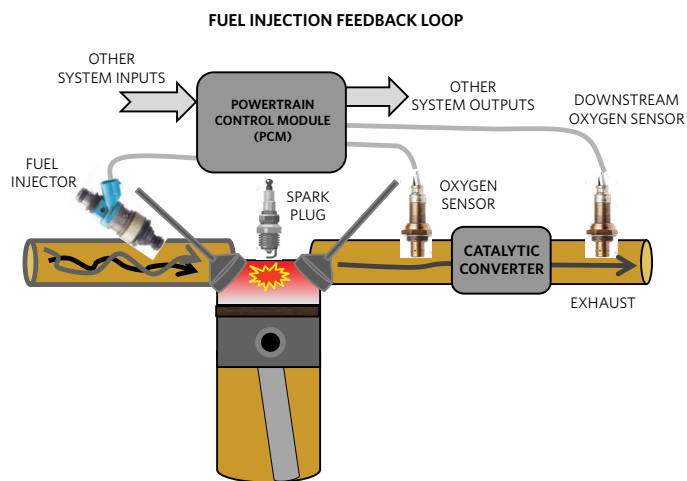 FUEL INJECTION FEEDBACK LOOP
OTHER
SYSTEM INPUTS
POWERTRAIN
CONTROL MODULE
(PCM)
OTHER
SYSTEM OUTPUTS
DOWNSTREAM
OXYGEN SENSOR
FUEL
INJECTOR
SPARK
PLUG
OXYGEN
SENSOR
CATALYTIC
CONVERTER
EXHAUST